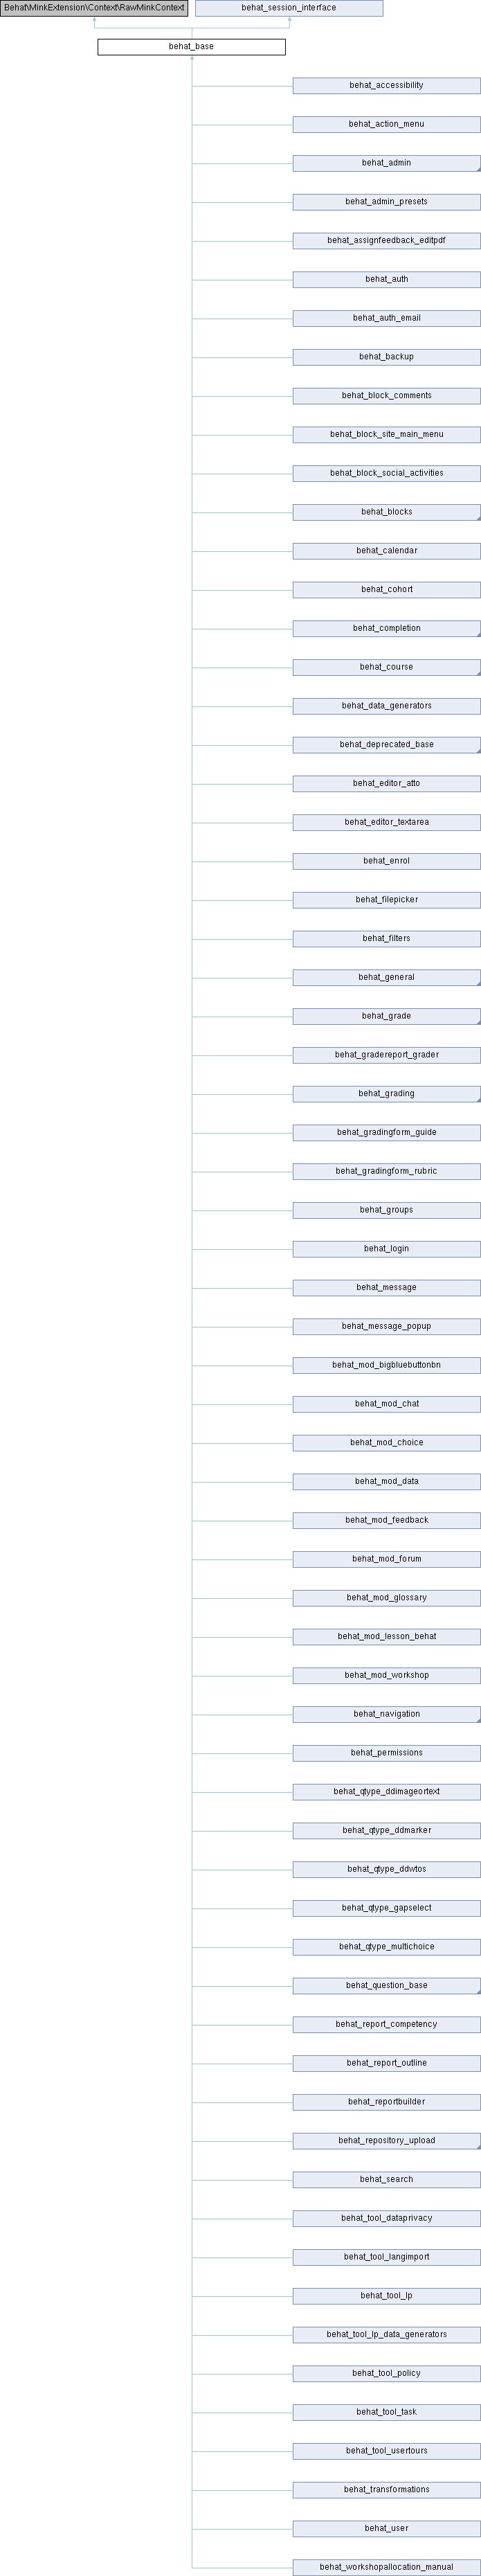 Behat\MinkExtension\Context\RawMinkContext
behat_session_interface
behat_base
behat_accessibility
behat_action_menu
behat_admin
behat_admin_presets
behat_assignfeedback_editpdf
behat_auth
behat_auth_email
behat_backup
behat_block_comments
behat_block_site_main_menu
behat_block_social_activities
behat_blocks
behat_calendar
behat_cohort
behat_completion
behat_course
behat_data_generators
behat_deprecated_base
behat_editor_atto
behat_editor_textarea
behat_enrol
behat_filepicker
behat_filters
behat_general
behat_grade
behat_gradereport_grader
behat_grading
behat_gradingform_guide
behat_gradingform_rubric
behat_groups
behat_login
behat_message
behat_message_popup
behat_mod_bigbluebuttonbn
behat_mod_chat
behat_mod_choice
behat_mod_data
behat_mod_feedback
behat_mod_forum
behat_mod_glossary
behat_mod_lesson_behat
behat_mod_workshop
behat_navigation
behat_permissions
behat_qtype_ddimageortext
behat_qtype_ddmarker
behat_qtype_ddwtos
behat_qtype_gapselect
behat_qtype_multichoice
behat_question_base
behat_report_competency
behat_report_outline
behat_reportbuilder
behat_repository_upload
behat_search
behat_tool_dataprivacy
behat_tool_langimport
behat_tool_lp
behat_tool_lp_data_generators
behat_tool_policy
behat_tool_task
behat_tool_usertours
behat_transformations
behat_user
behat_workshopallocation_manual